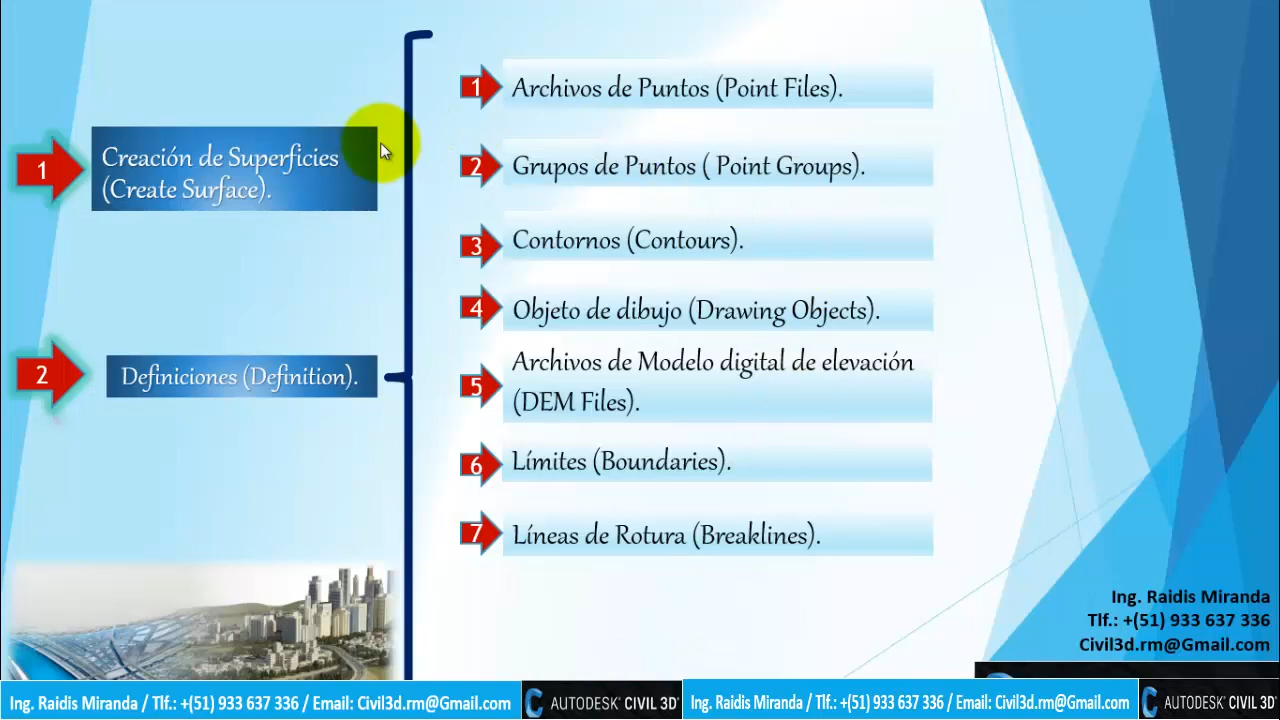 1
Creación de Superficies
(Create Surface).
2
Definiciones (Definition).
1
Archivos de Puntos (Point Files).
2
Grupos de Puntos ( Point Groups).
3
Contornos (Contours).
4
Objeto de dibujo (Drawing Objects).
5
Archivos de Modelo digital de elevación
(DEM Files).
6
Límites (Boundaries).
7
Líneas de Rotura (Breaklines).
Ing. Raidis Miranda
Tlf.: +(51) 933 637 336
Civil3d.rm@Gmail.com
Ing. Raidis Miranda / Tlf.: +(51) 933 637 336 / Email: Civil3d.rm@Gmail.com
AUTODESK® CIVIL 3D®
Ing. Raidis Miranda / Tlf.: +(51) 933 637 336 / Email: Civil3d.rm@Gmail.com
AUTODESK® CIVIL 3D